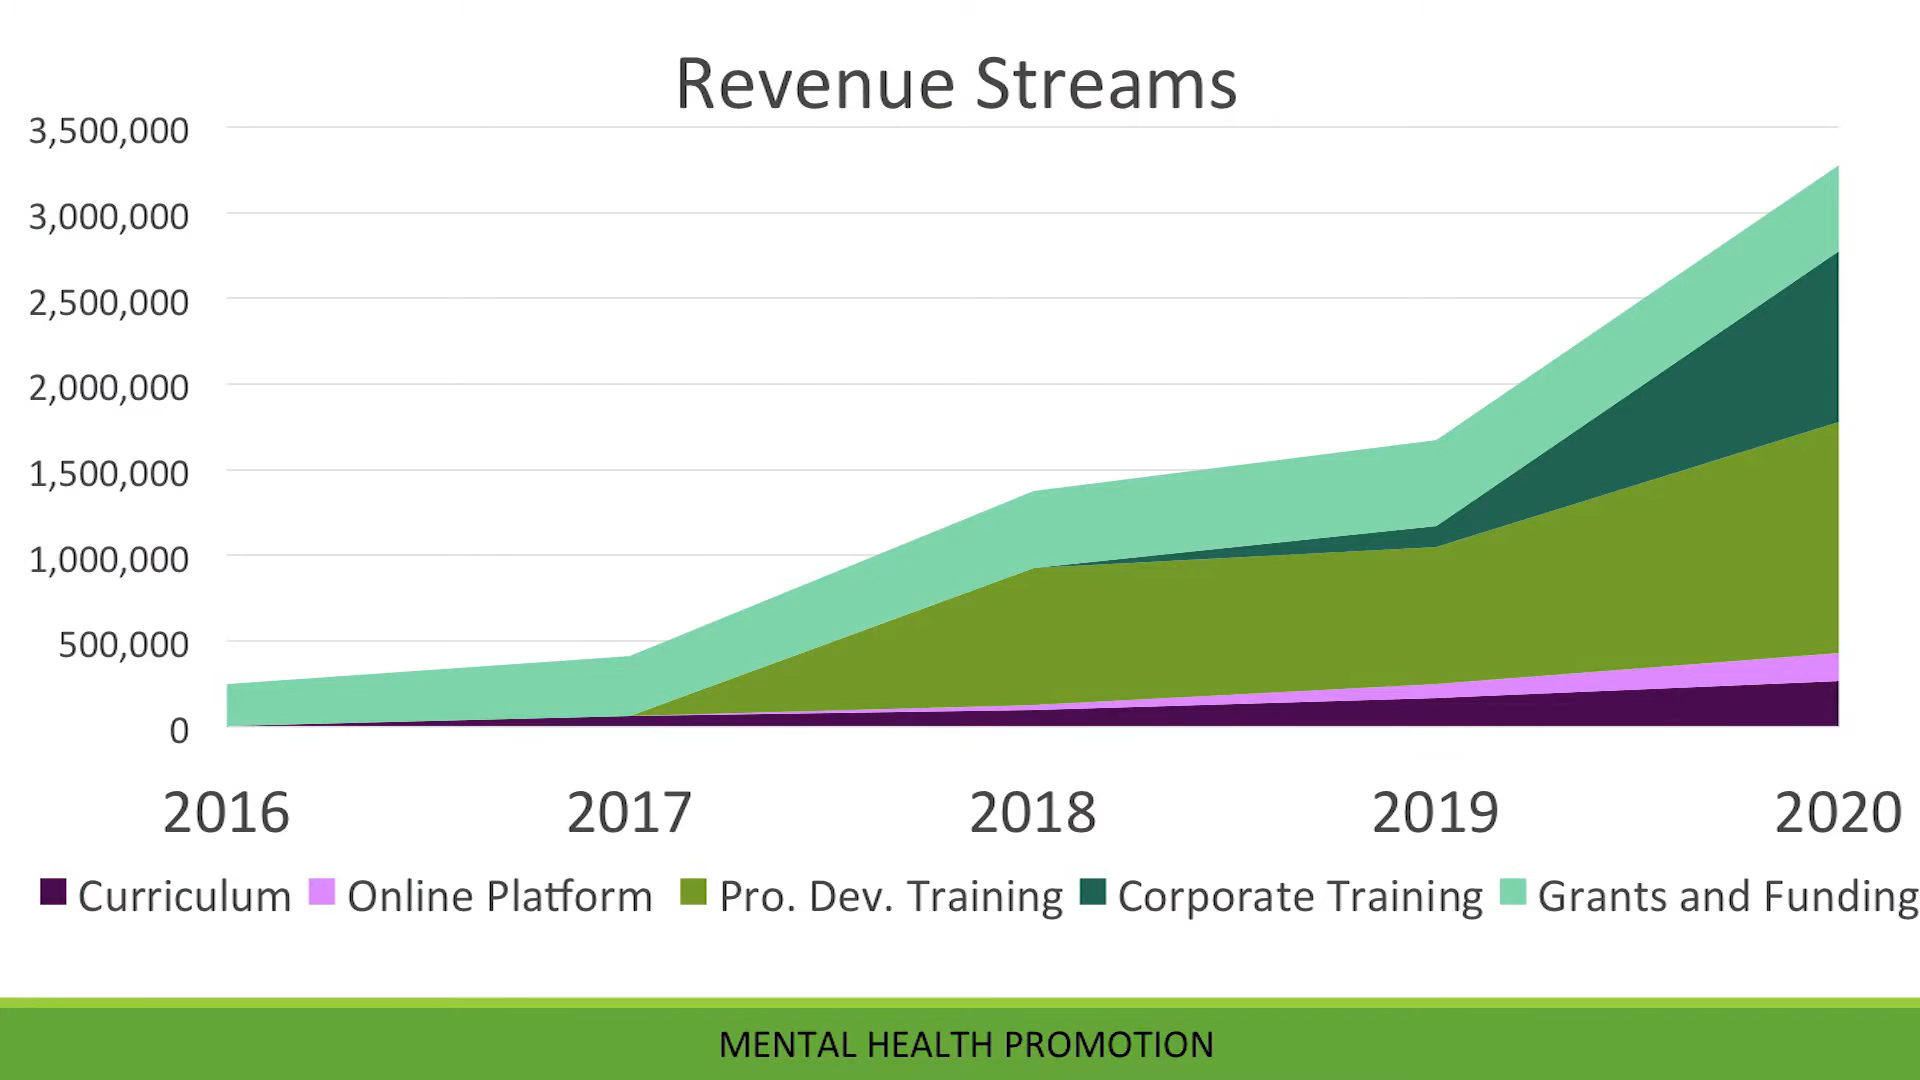 Revenue Streams
3,500,000
3,000,000
2,500,000
2,000,000
1,500,000
1,000,000
500,000
0
2016 2017 2018 2019 2020
Curriculum Online Platform Pro. Dev. Training Corporate Training Grants and Funding
MENTAL HEALTH PROMOTION